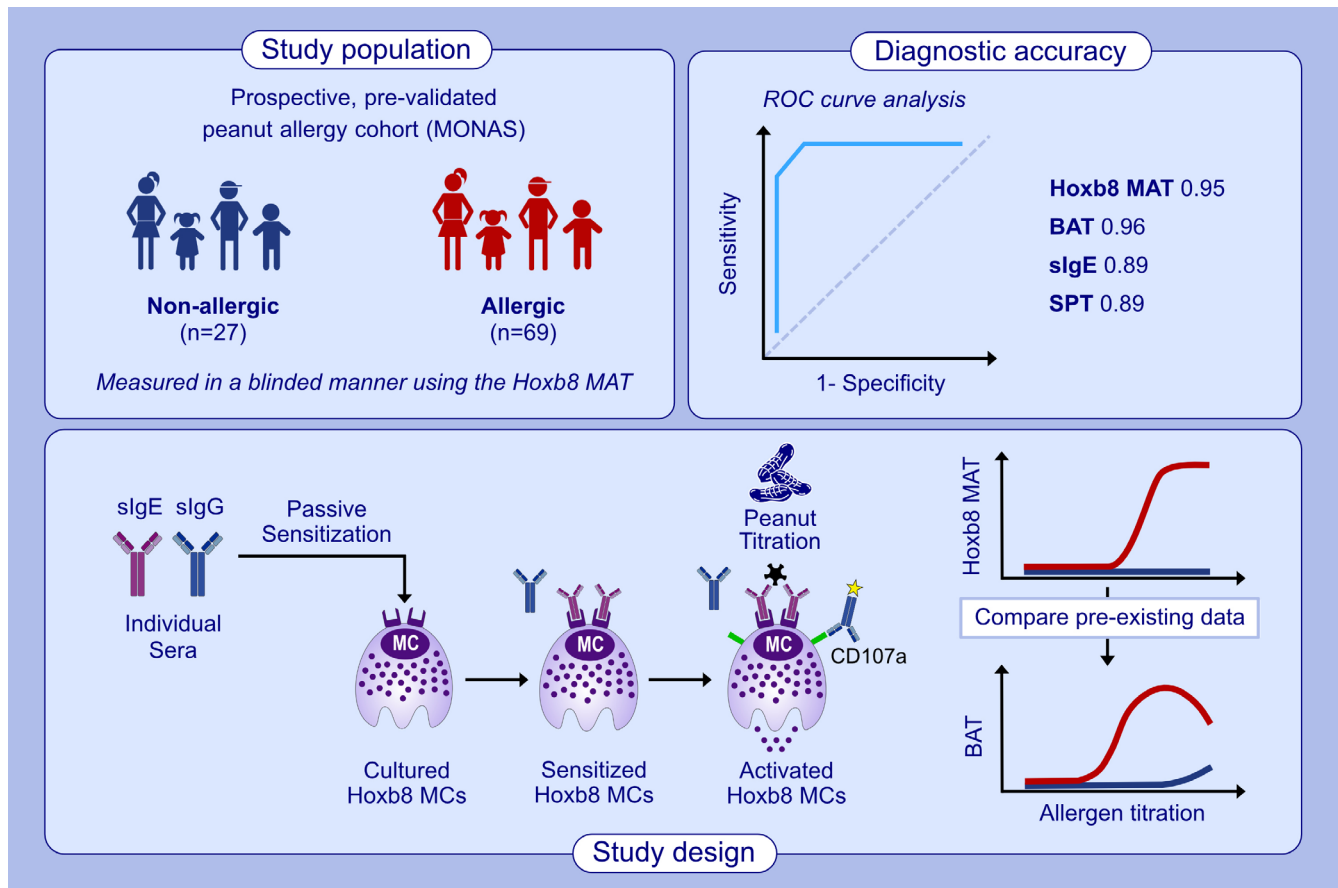 Study population
Prospective, pre-validated
peanut allergy cohort (MONAS)
Non-allergic
(n=27)
Allergic
(n=69)
Measured in a blinded manner using the Hoxb8 MAT
Diagnostic accuracy
ROC curve analysis
Sensitivity
1- Specificity
Hoxb8 MAT 0.95
BAT 0.96
sIgE 0.89
SPT 0.89
sIgE sIgG
Individual
Sera
Passive
Sensitization
MC
Cultured
Hoxb8 MCs
MC
Sensitized
Hoxb8 MCs
Peanut
Titration
MC
CD107a
Activated
Hoxb8 MCs
Hoxb8 MAT
Compare pre-existing data
BAT
Allergen titration
Study design